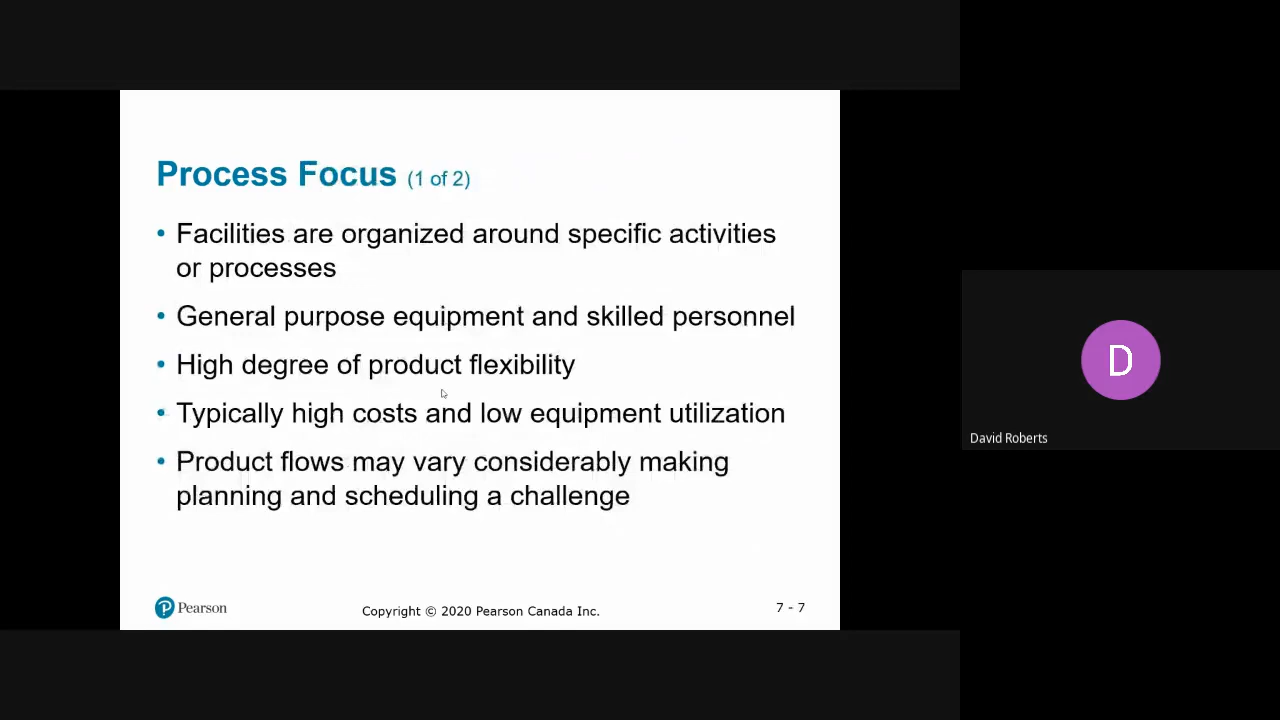 Process Focus (1 of 2)
• Facilities are organized around specific activities
or processes
• General purpose equipment and skilled personnel
• High degree of product flexibility
• Typically high costs and low equipment utilization
• Product flows may vary considerably making
planning and scheduling a challenge
P Pearson
Copyright © 2020 Pearson Canada Inc.
7 - 7
D
David Roberts